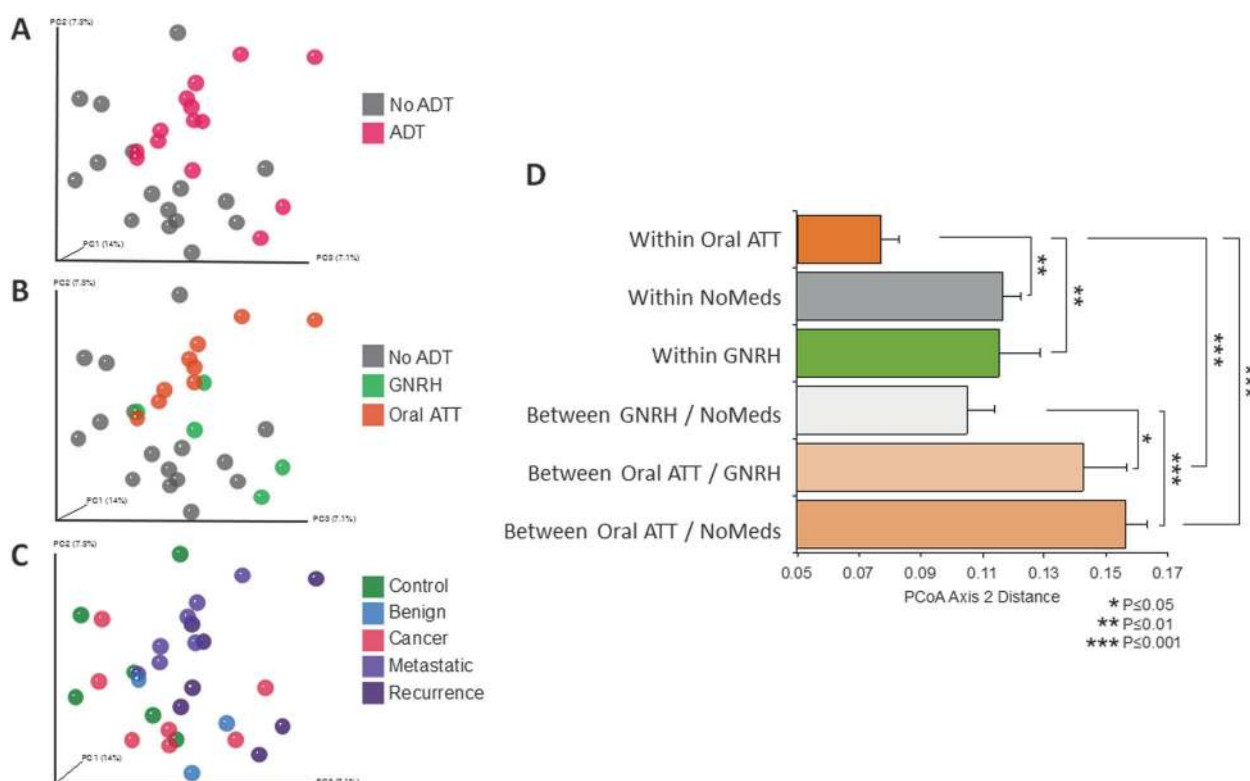 A
PC2 (7.3%)
PC1 (14%)
PC3 (7.1%)
No ADT
ADT
B
PC2 (7.3%)
PC1 (14%)
PC3 (7.1%)
No ADT
GNRH
Oral ATT
C
PC2 (7.3%)
PC1 (14%)
Control
Benign
Cancer
Metastatic
Recurrence
D
Within Oral ATT
Within NoMeds
Within GNRH
Between GNRH / NoMeds
Between Oral ATT / GNRH
Between Oral ATT / NoMeds
**
**
***
***
*
***
0.05 0.07 0.09 0.11 0.13 0.15 0.17
PCoA Axis 2 Distance
* P≤0.05
** P≤0.01
*** P≤0.001